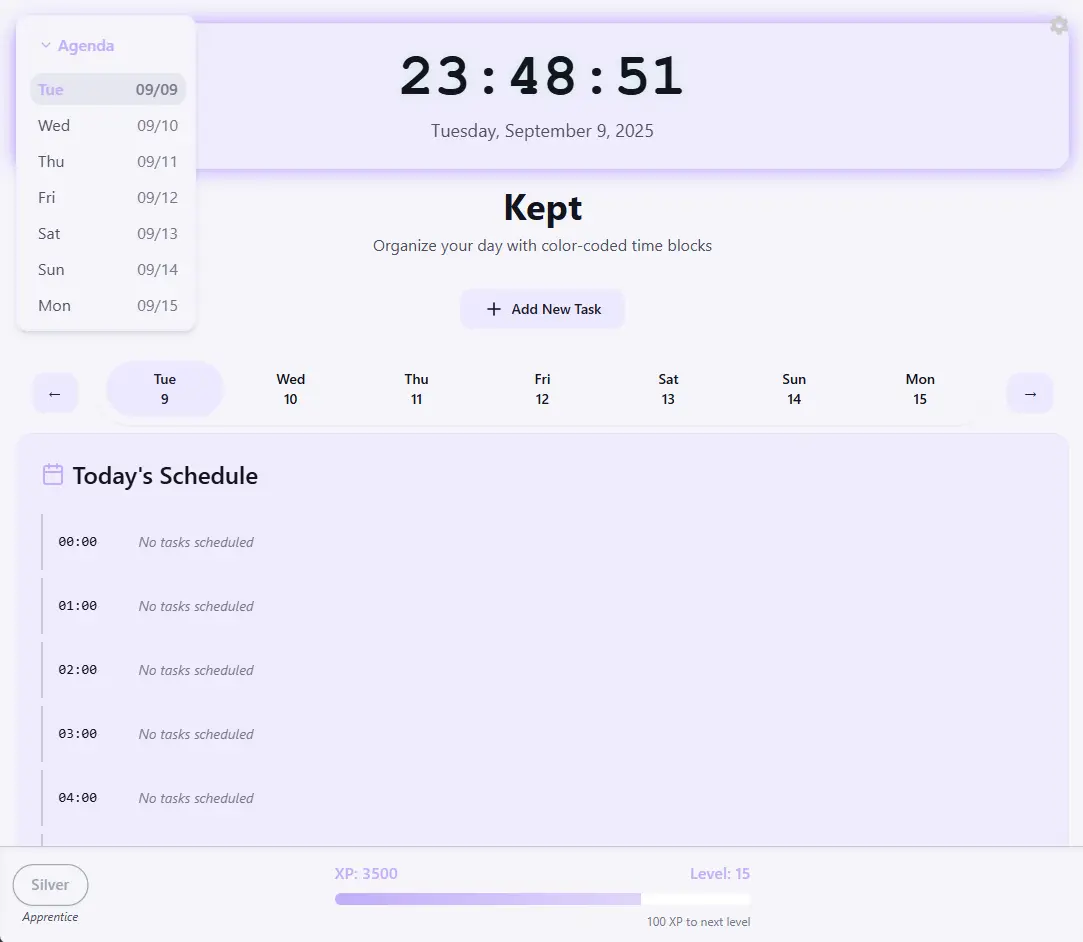 Agenda
Tue 09/09
Wed 09/10
Thu 09/11
Fri 09/12
Sat 09/13
Sun 09/14
Mon 09/15
23:48:51
Tuesday, September 9, 2025
Kept
Organize your day with color-coded time blocks
+ Add New Task
← Tue Wed Thu Fri Sat Sun Mon →
9 10 11 12 13 14 15
Today's Schedule
00:00 No tasks scheduled
01:00 No tasks scheduled
02:00 No tasks scheduled
03:00 No tasks scheduled
04:00 No tasks scheduled
Silver
Apprentice
XP: 3500 Level: 15
100 XP to next level